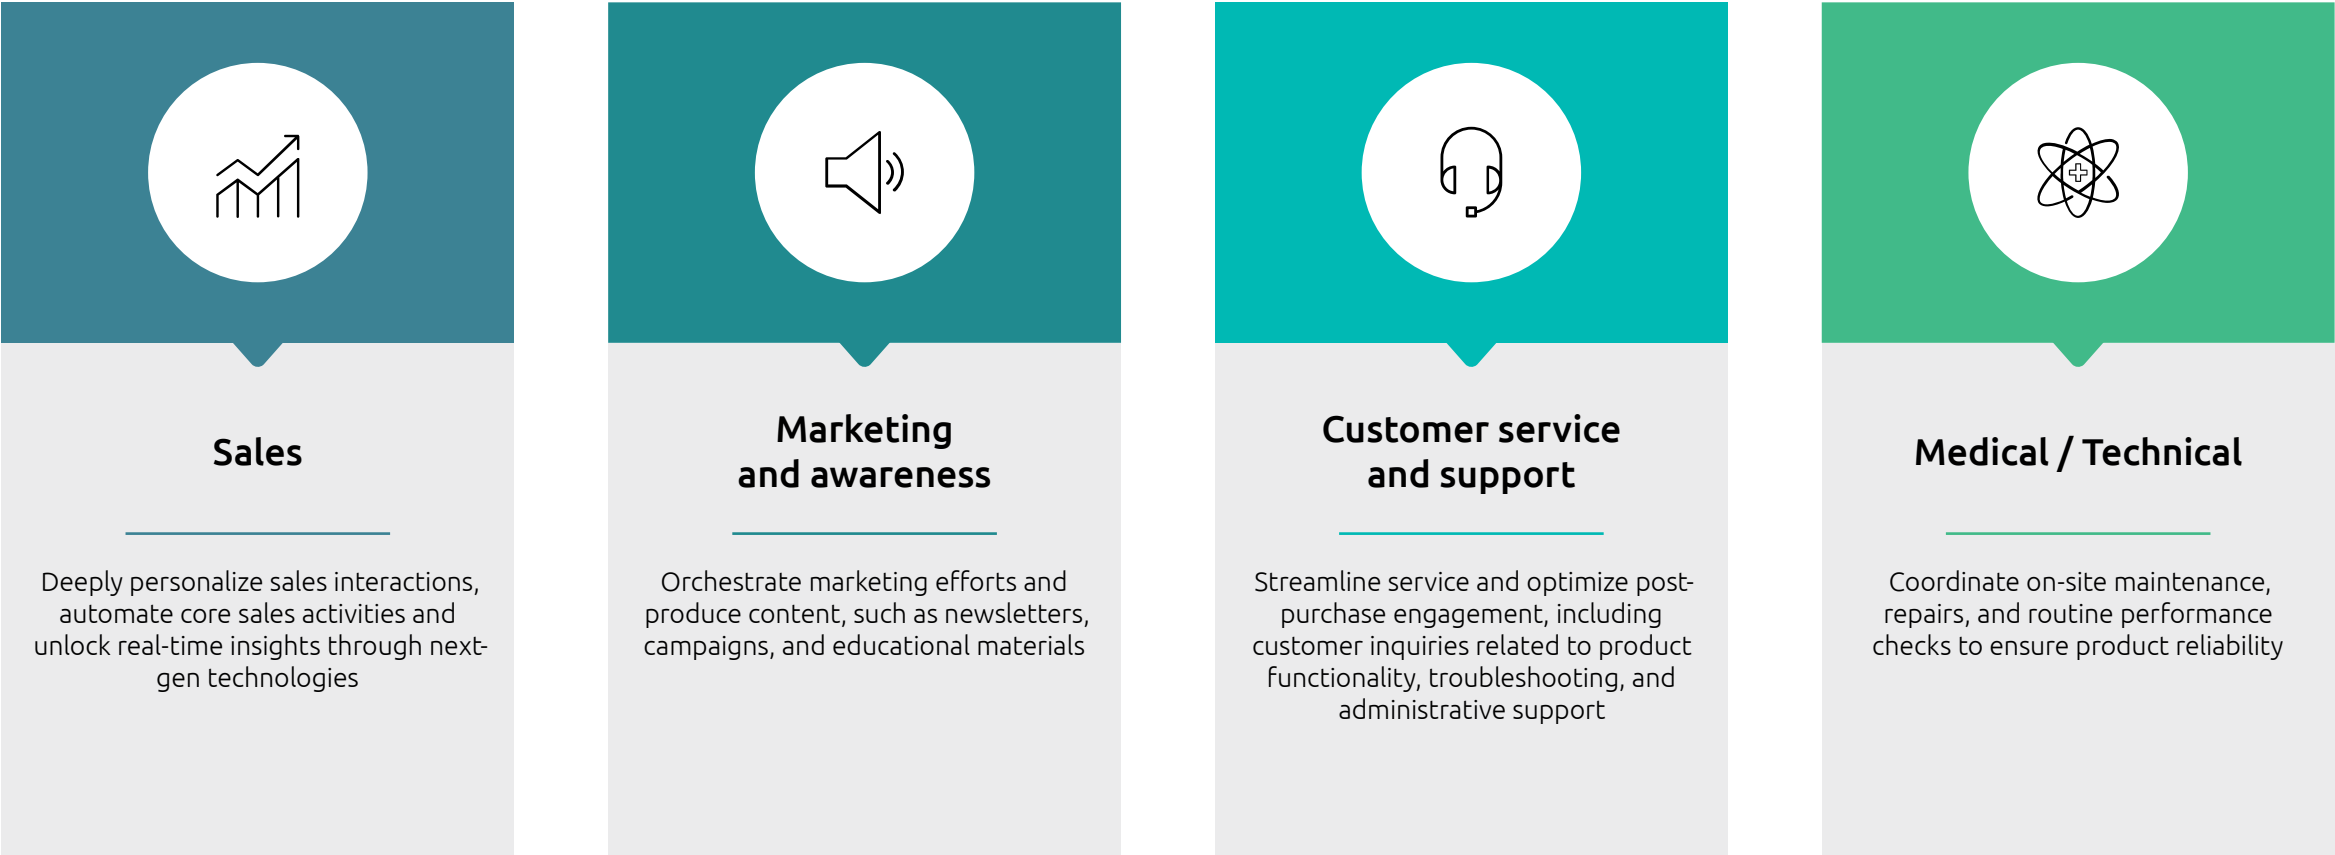 Sales
Deeply personalize sales interactions,
automate core sales activities and
unlock real-time insights through next-
gen technologies
Marketing
and awareness
Orchestrate marketing efforts and
produce content, such as newsletters,
campaigns, and educational materials
Customer service
and support
Streamline service and optimize post-
purchase engagement, including
customer inquiries related to product
functionality, troubleshooting, and
administrative support
Medical / Technical
Coordinate on-site maintenance,
repairs, and routine performance
checks to ensure product reliability